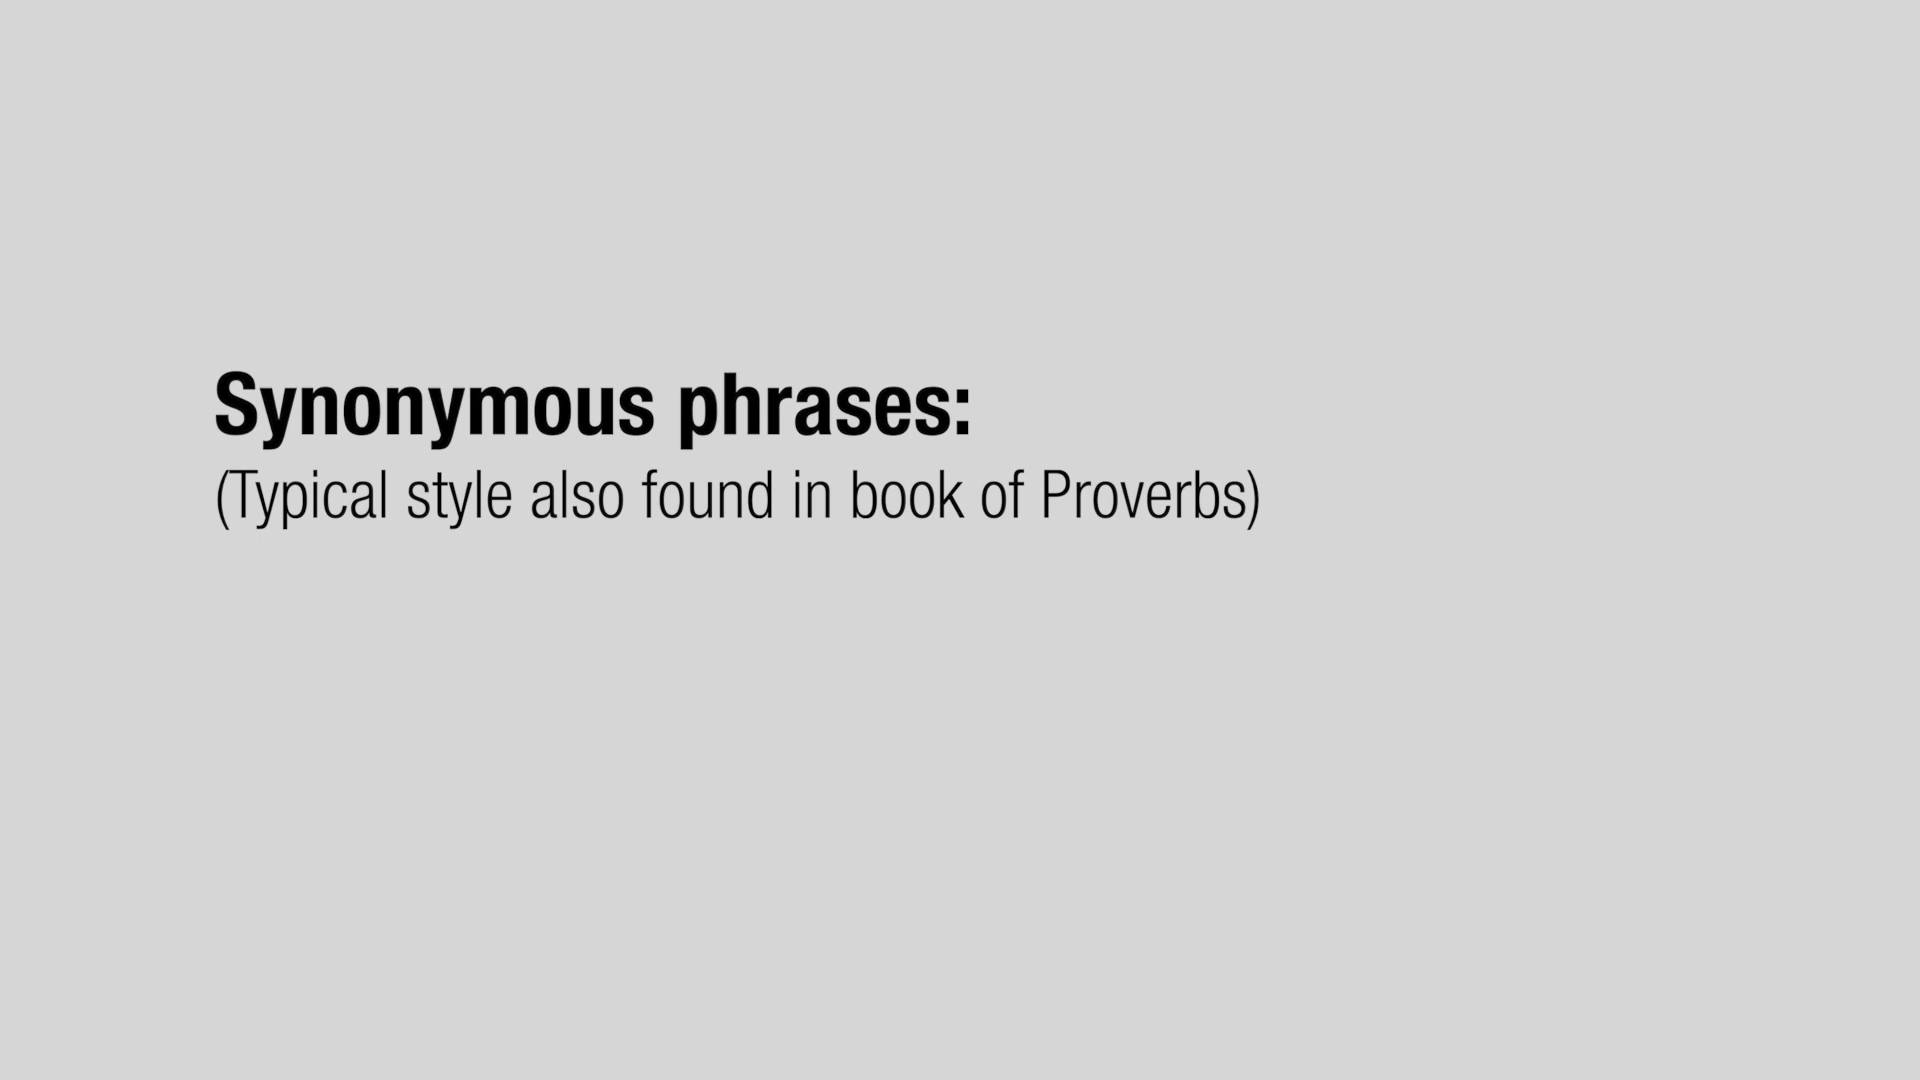 Synonymous phrases:
(Typical style also found in book of Proverbs)